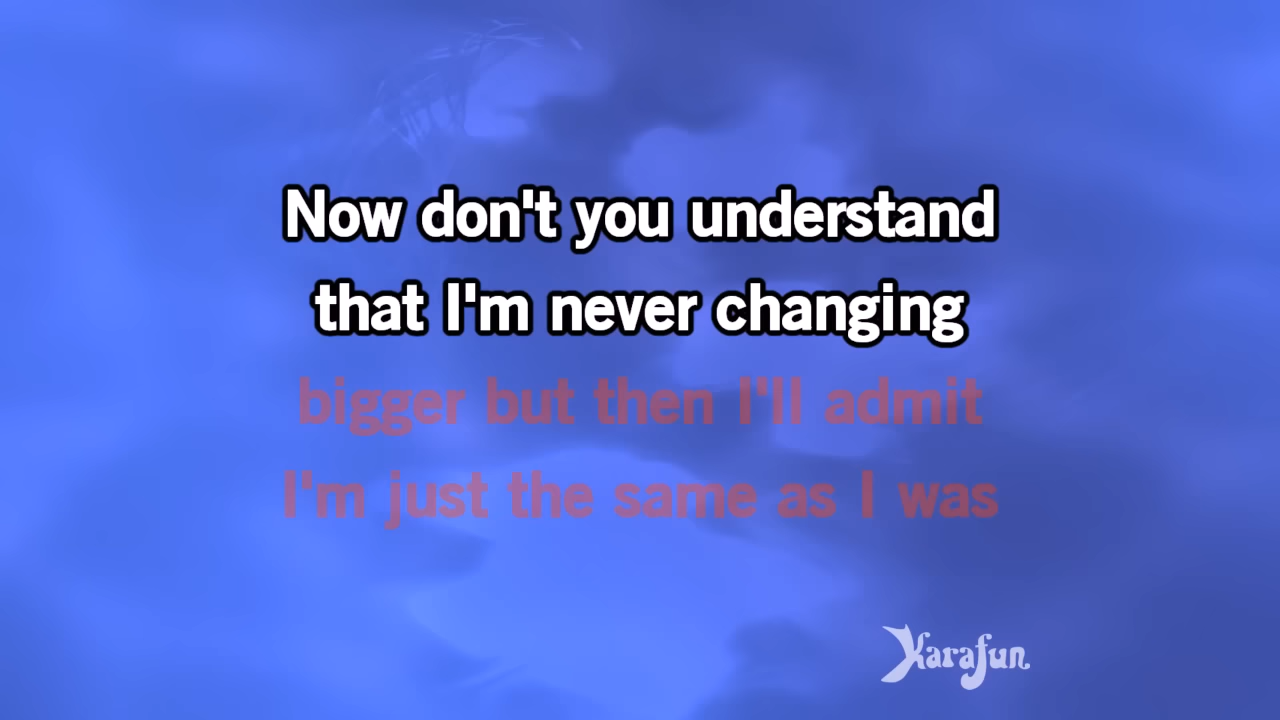 Now don't you understand
that I'm never changing
bigger but then I'll admit
I'm just the same as I was
Karafun